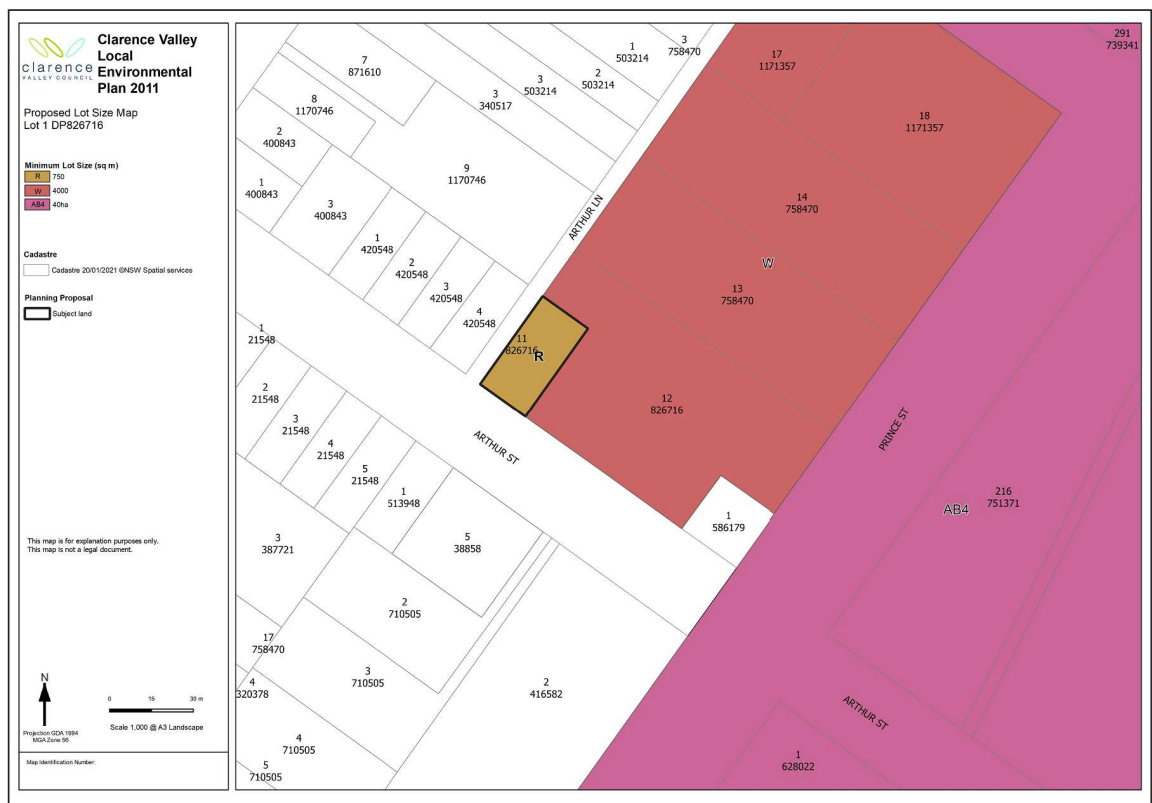 clarence
VALLEY COUNCIL
Clarence Valley
Local
Environmental
Plan 2011
Proposed Lot Size Map
Lot 1 DP826716
Minimum Lot Size (sq m)
R 750
W 4000
AB4 40ha
Cadastre
Cadastre 20/01/2021 ©NSW Spatial services
Planning Proposal
Subject land
This map is for explanation purposes only.
This map is not a legal document.
N
0 15 30 m
Scale 1,000 @ A3 Landscape
Projection GDA 1994
MGA Zone 56
Map Identification Number:
7
871610
8
1170746
2
400843
1
400843
3
400843
1
420548
2
420548
3
420548
4
420548
9
1170746
3
340517
3
503214
2
503214
1
503214
3
758470
17
1171357
18
1171357
291
739341
14
758470
W
13
758470
ARTHUR LN
11
826716
R
12
826716
1
586179
PRINCE ST
AB4
216
751371
ARTHUR ST
1
21548
2
21548
3
21548
4
21548
5
21548
1
513948
5
38858
3
387721
2
710505
17
758470
3
710505
4
320378
4
710505
5
710505
2
416582
ARTHUR ST
1
628022